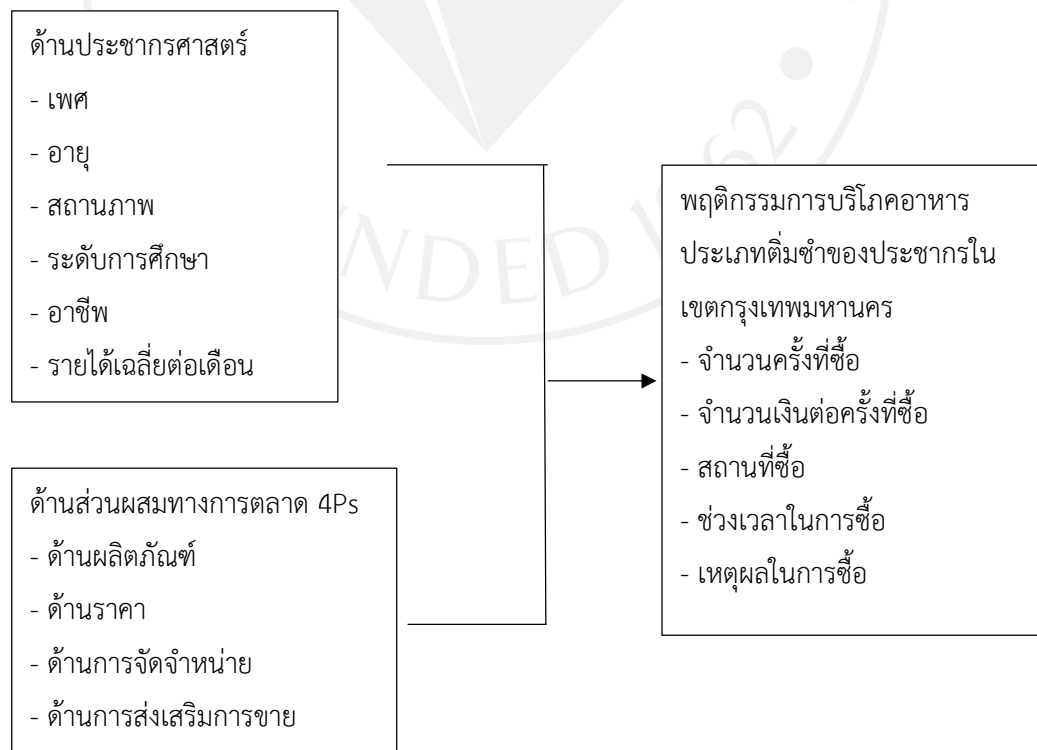 ด้านประชากรศาสตร์
- เพศ
- อายุ
- สถานภาพ
- ระดับการศึกษา
- อาชีพ
- รายได้เฉลี่ยต่อเดือน
ด้านส่วนผสมทางการตลาด 4Ps
- ด้านผลิตภัณฑ์
- ด้านราคา
- ด้านการจัดจำหน่าย
- ด้านการส่งเสริมการขาย
พฤติกรรมการบริโภคอาหาร
ประเภทติ่มซำของประชากรใน
เขตกรุงเทพมหานคร
- จำนวนครั้งที่ซื้อ
- จำนวนเงินต่อครั้งที่ซื้อ
- สถานที่ซื้อ
- ช่วงเวลาในการซื้อ
- เหตุผลในการซื้อ